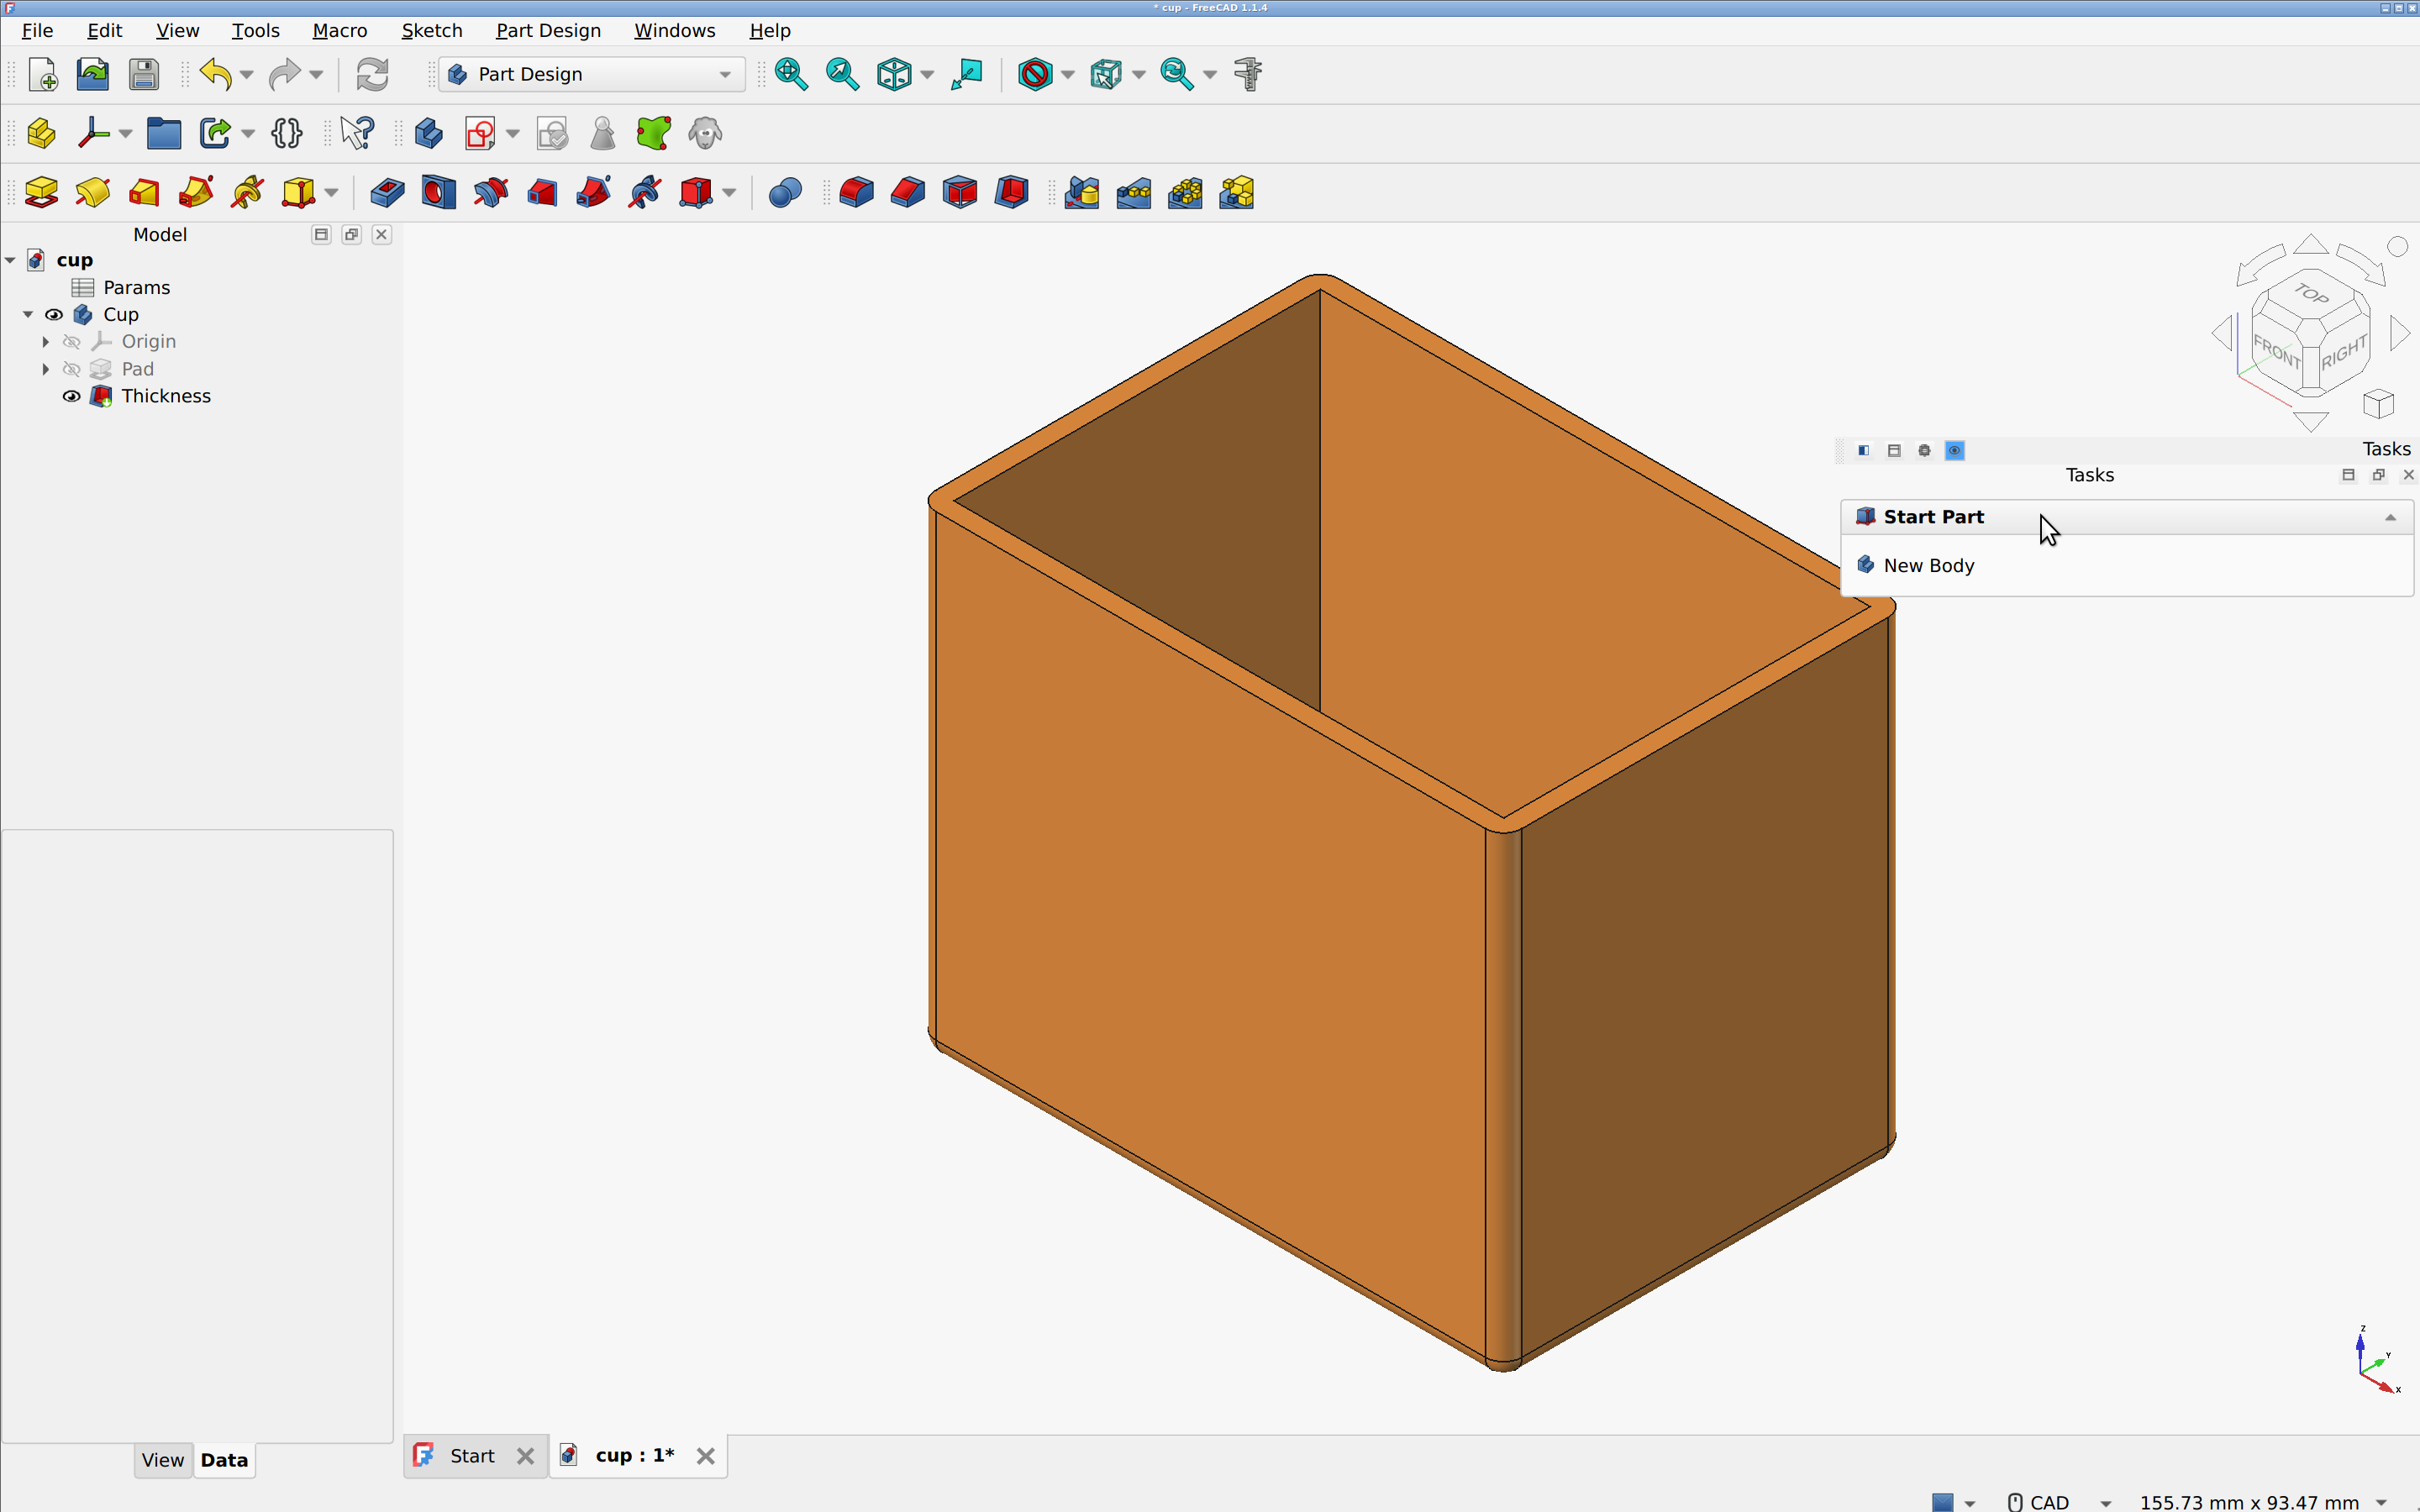 * cup - FreeCAD 1.1.4
File Edit View Tools Macro Sketch Part Design Windows Help
Part Design
Model
cup
Params
Cup
Origin
Pad
Thickness
TOP
FRONT
RIGHT
Tasks
Tasks
Start Part
New Body
Z
Y
X
View Data
Start
cup : 1*
CAD
155.73 mm x 93.47 mm